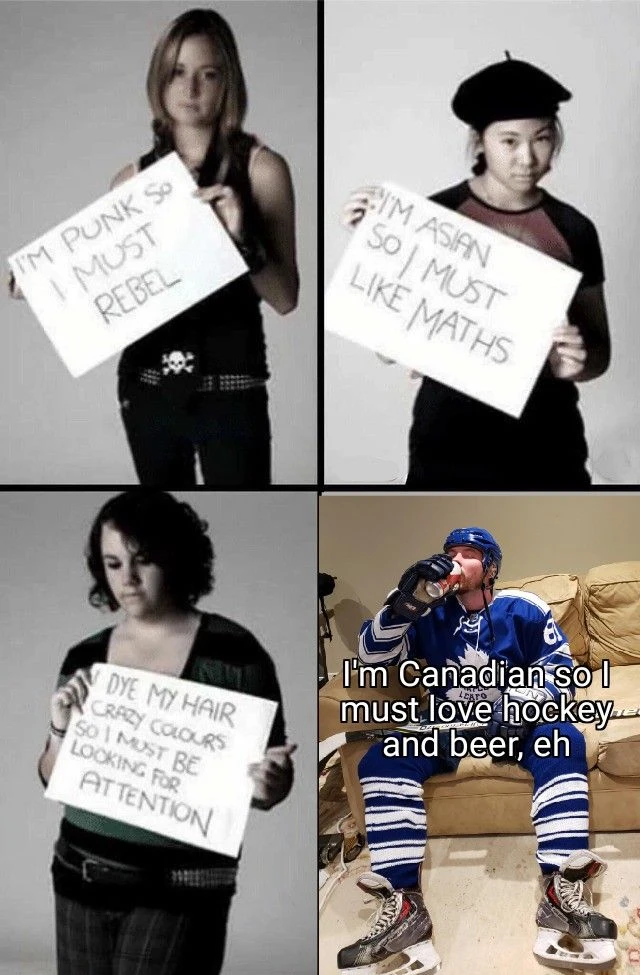 I'M PUNK SO
I MUST
REBEL
I'M ASIAN
SO I MUST
LIKE MATHS
I DYE MY HAIR
CRAZY COLOURS
SO I MUST BE
LOOKING FOR
ATTENTION
I'm Canadian so I
must love hockey
and beer, eh
LEAFS